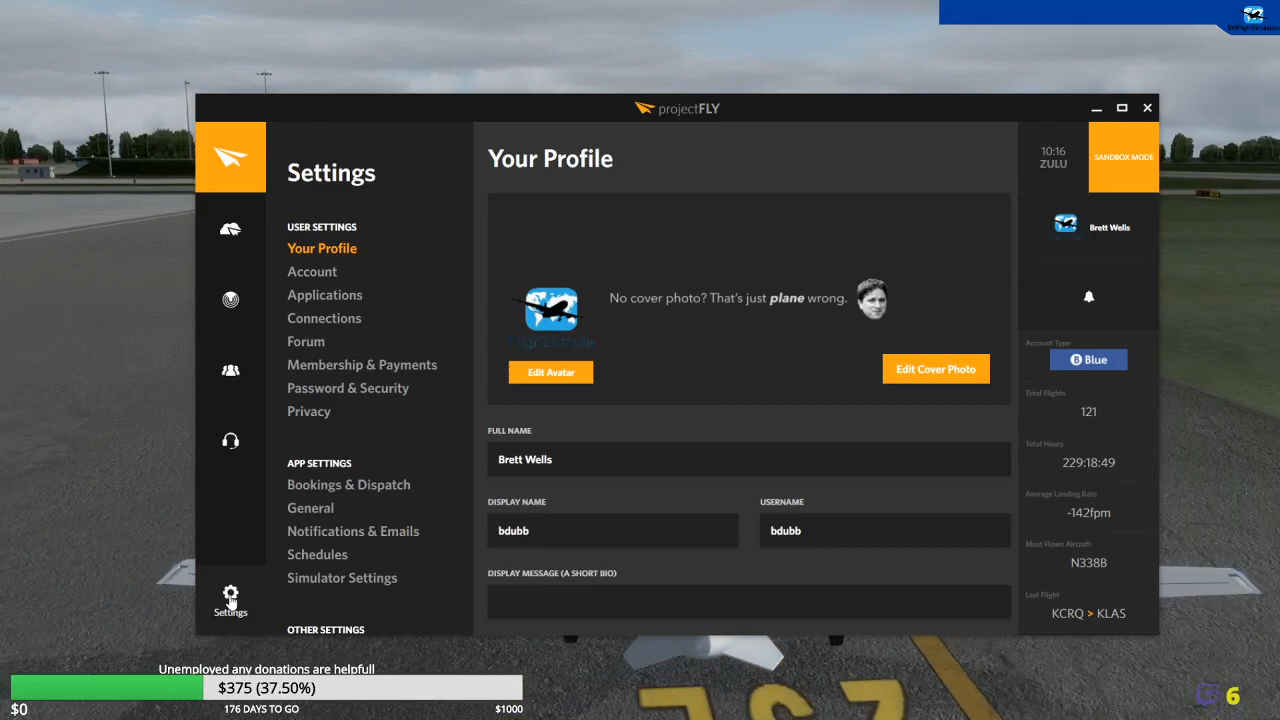 projectFLY
Settings
USER SETTINGS
Your Profile
Account
Applications
Connections
Forum
Membership & Payments
Password & Security
Privacy
APP SETTINGS
Bookings & Dispatch
General
Notifications & Emails
Schedules
Simulator Settings
OTHER SETTINGS
Settings
Your Profile
No cover photo? That's just plane wrong.
Edit Avatar
Edit Cover Photo
FULL NAME
Brett Wells
DISPLAY NAME
bdubb
USERNAME
bdubb
DISPLAY MESSAGE (A SHORT BIO)
10:16
ZULU
SANDBOX MODE
Brett Wells
Account Type
B Blue
Total Flights
121
Total Hours
229:18:49
Average Landing Rate
-142fpm
Most Flown Aircraft
N338B
Last Flight
KCRQ > KLAS
Unemployed any donations are helpfull
$375 (37.50%)
$0
176 DAYS TO GO
$1000
6